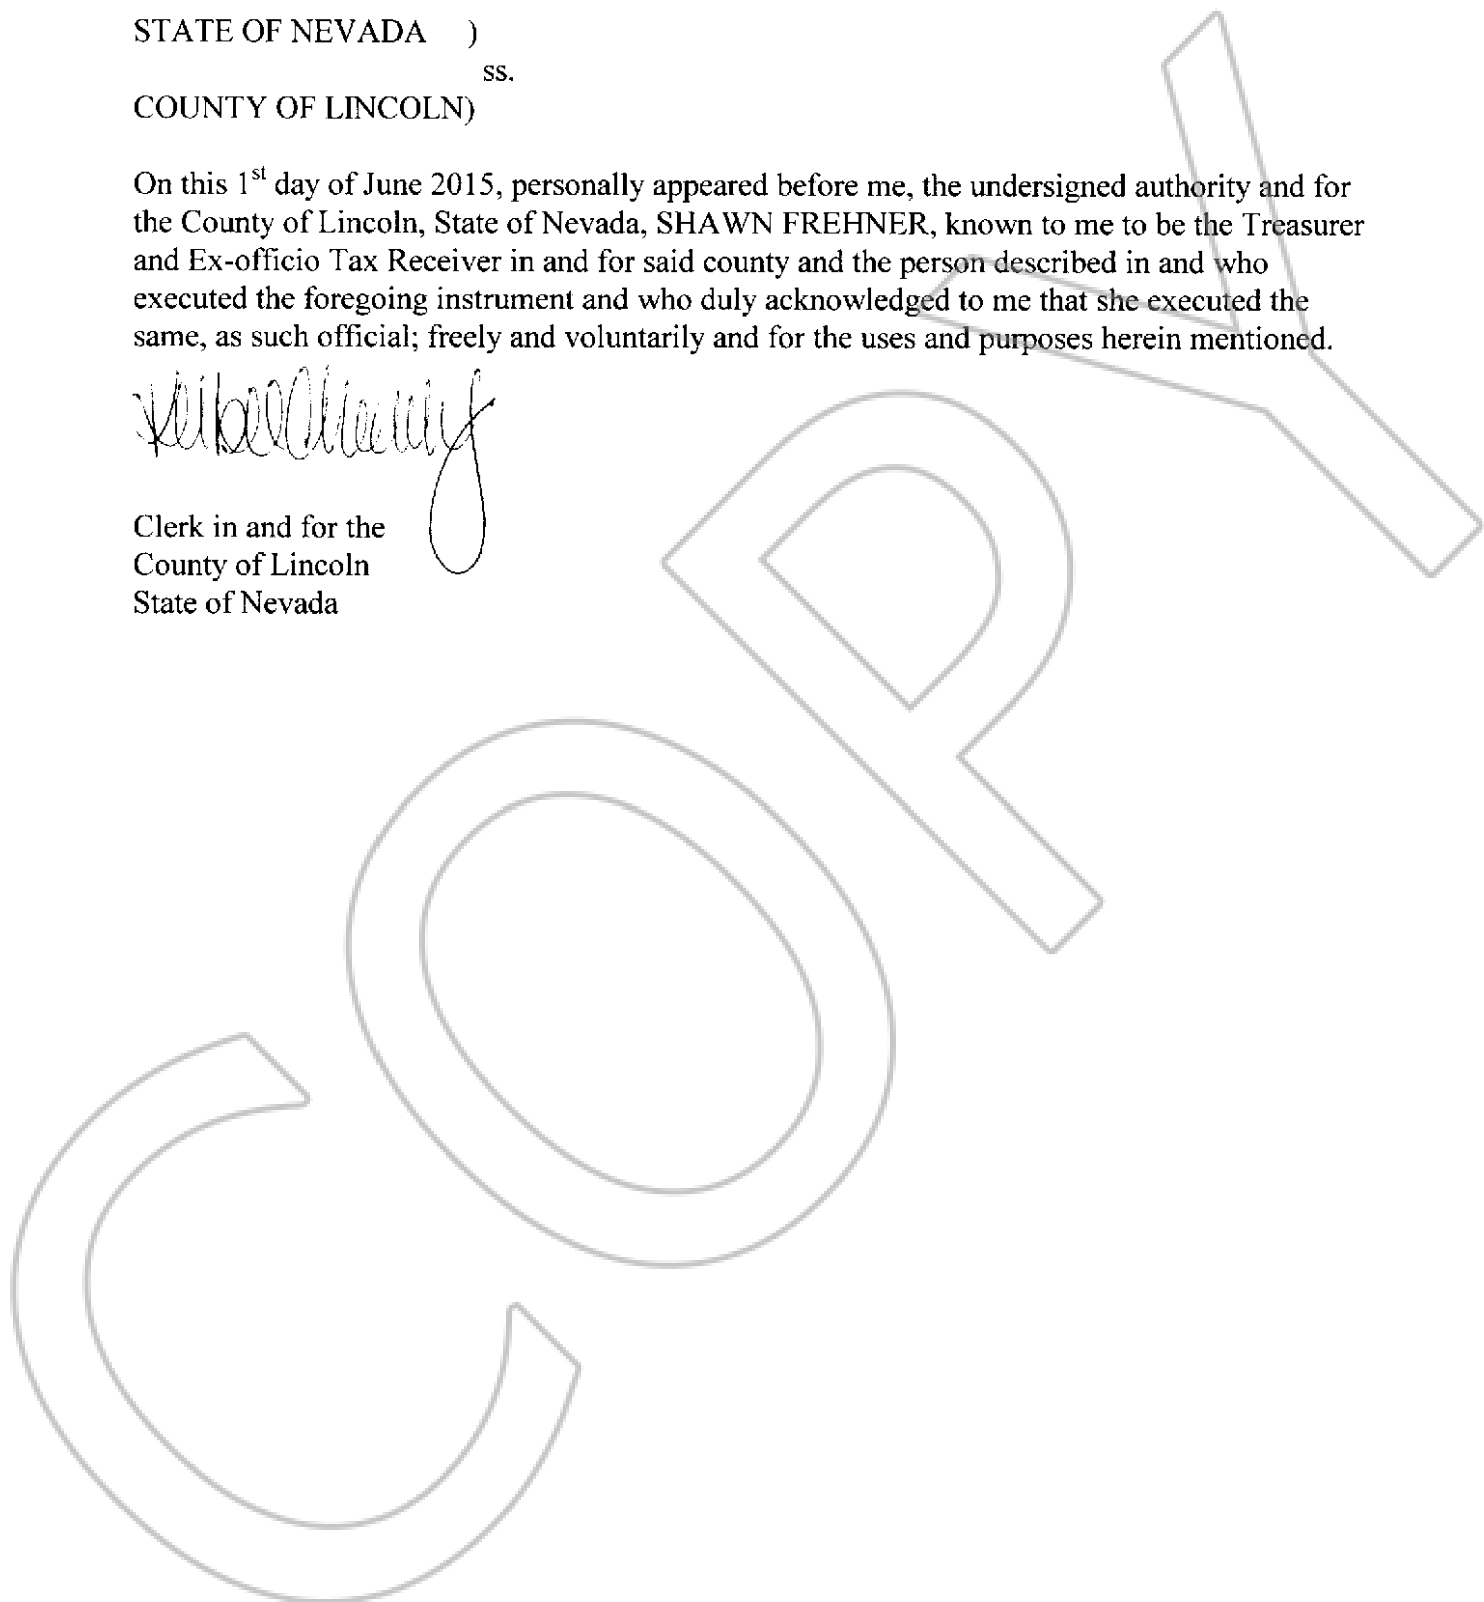 STATE OF NEVADA )
ss.
COUNTY OF LINCOLN)
On this 1st day of June 2015, personally appeared before me, the undersigned authority and for
the County of Lincoln, State of Nevada, SHAWN FREHNER, known to me to be the Treasurer
and Ex-officio Tax Receiver in and for said county and the person described in and who
executed the foregoing instrument and who duly acknowledged to me that she executed the
same, as such official; freely and voluntarily and for the uses and purposes herein mentioned.
Clerk in and for the
County of Lincoln
State of Nevada
COPY